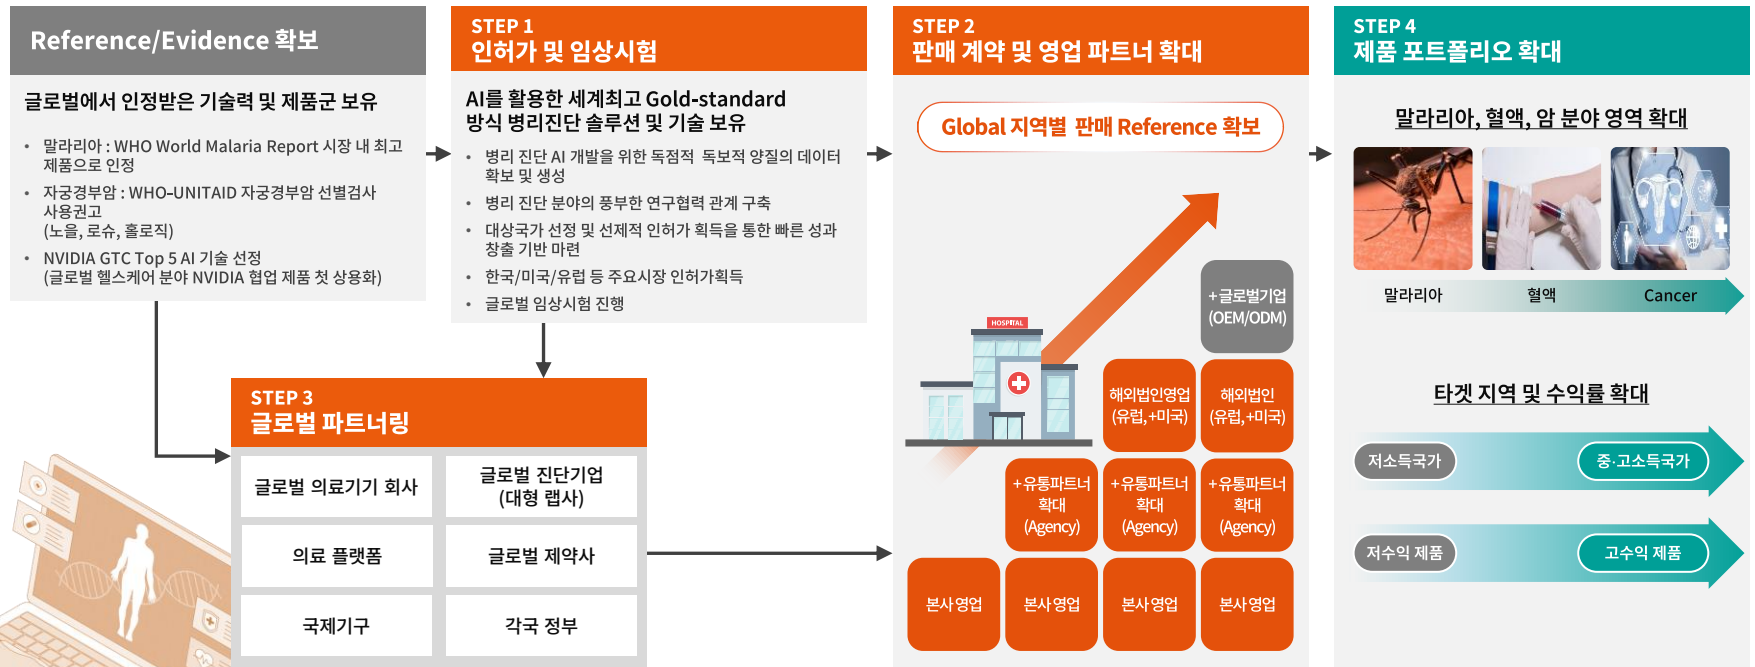 Reference/Evidence 확보
글로벌에서 인정받은 기술력 및 제품군 보유
• 말라리아 : WHO World Malaria Report 시장 내 최고
제품으로 인정
• 자궁경부암 : WHO-UNITAID 자궁경부암 선별검사
사용권고
(노을, 로슈, 홀로직)
• NVIDIA GTC Top 5 AI 기술 선정
(글로벌 헬스케어 분야 NVIDIA 협업 제품 첫 상용화)
STEP 1
인허가 및 임상시험
AI를 활용한 세계최고 Gold-standard
방식 병리진단 솔루션 및 기술 보유
• 병리 진단 AI 개발을 위한 독점적 독보적 양질의 데이터
확보 및 생성
• 병리 진단 분야의 풍부한 연구협력 관계 구축
• 대상국가 선정 및 선제적 인허가 획득을 통한 빠른 성과
창출 기반 마련
• 한국/미국/유럽 등 주요시장 인허가획득
• 글로벌 임상시험 진행
STEP 3
글로벌 파트너링
글로벌 의료기기 회사
글로벌 진단기업
(대형 랩사)
의료 플랫폼
글로벌 제약사
국제기구
각국 정부
STEP 2
판매 계약 및 영업 파트너 확대
Global 지역별 판매 Reference 확보
HOSPITAL
+글로벌기업
(OEM/ODM)
해외법인영업
(유럽,+미국)
해외법인
(유럽,+미국)
+유통파트너
확대
(Agency)
+유통파트너
확대
(Agency)
+유통파트너
확대
(Agency)
본사 영업
본사 영업
본사 영업
본사 영업
STEP 4
제품 포트폴리오 확대
말라리아, 혈액, 암 분야 영역 확대
말라리아
혈액
Cancer
타겟 지역 및 수익률 확대
저소득국가
중·고소득국가
저수익 제품
고수익 제품